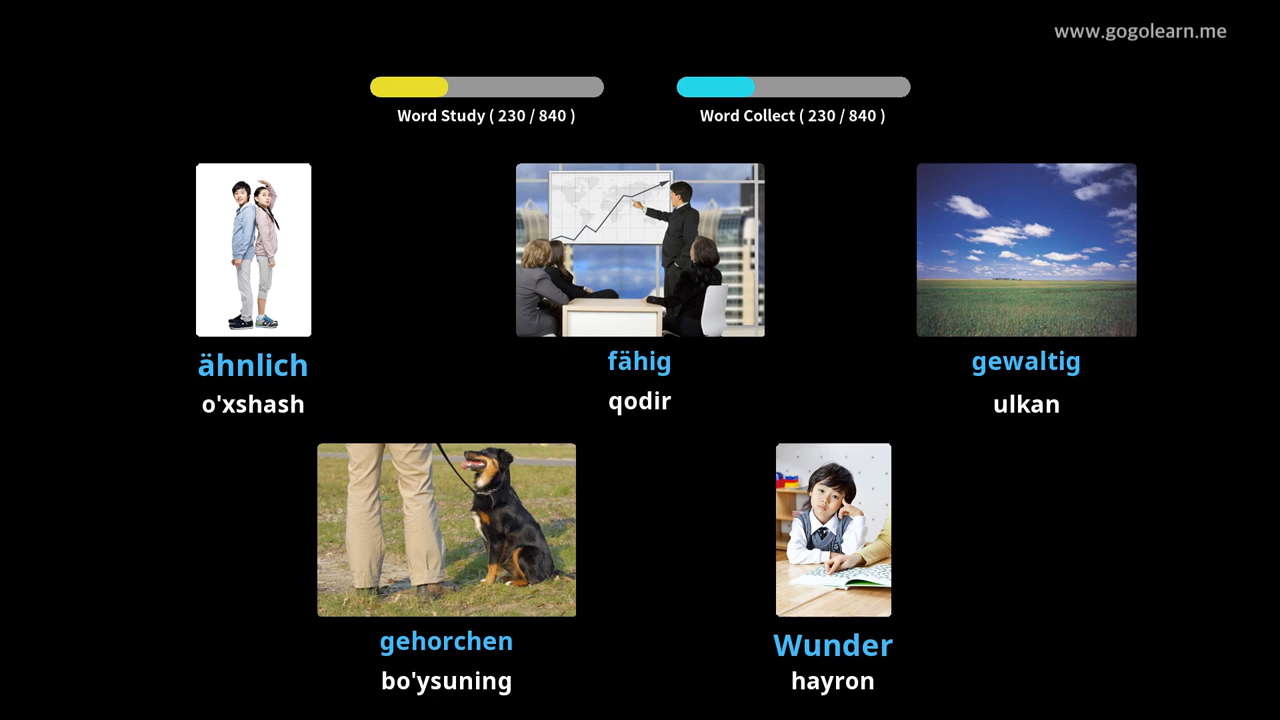 www.gogolearn.me
Word Study ( 230 / 840 )
Word Collect ( 230 / 840 )
ähnlich
o'xshash
fähig
qodir
gewaltig
ulkan
gehorchen
bo'ysuning
Wunder
hayron